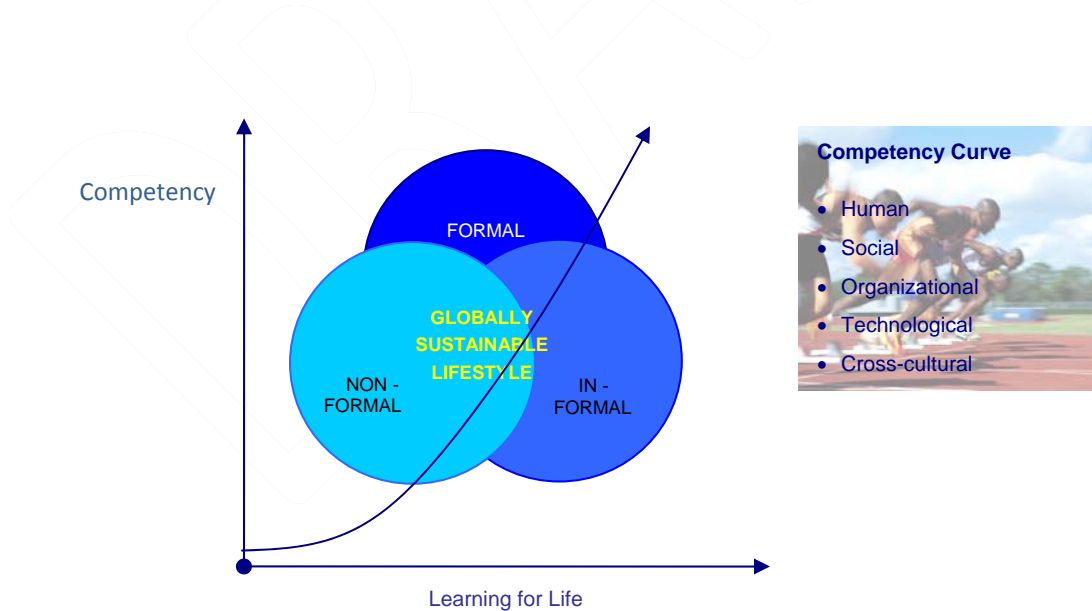 Competency
FORMAL
GLOBALLY
SUSTAINABLE
LIFESTYLE
NON -
FORMAL
IN -
FORMAL
Learning for Life
Competency Curve
• Human
• Social
• Organizational
• Technological
• Cross-cultural